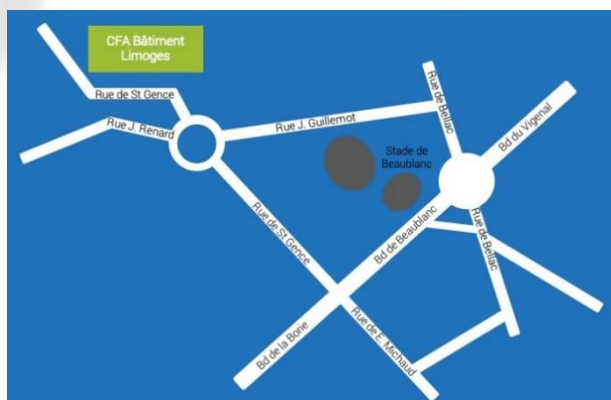 CFA Bâtiment
Limoges
Rue de St Gence
Rue J. Renard
Rue J. Guillemot
Rue de Bellac
Bd du Vigenal
Stade de
Beaublanc
Rue de St Gence
Bd de Beaublanc
Rue de Bellac
Bd de la Borie
Rue de E. Michaud